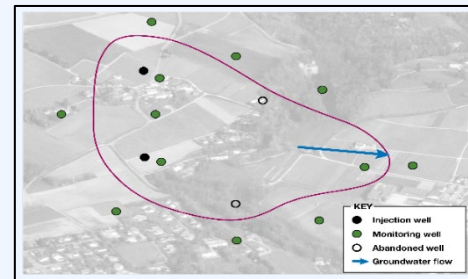 KEY
Injection well
Monitoring well
Abandoned well
Groundwater flow